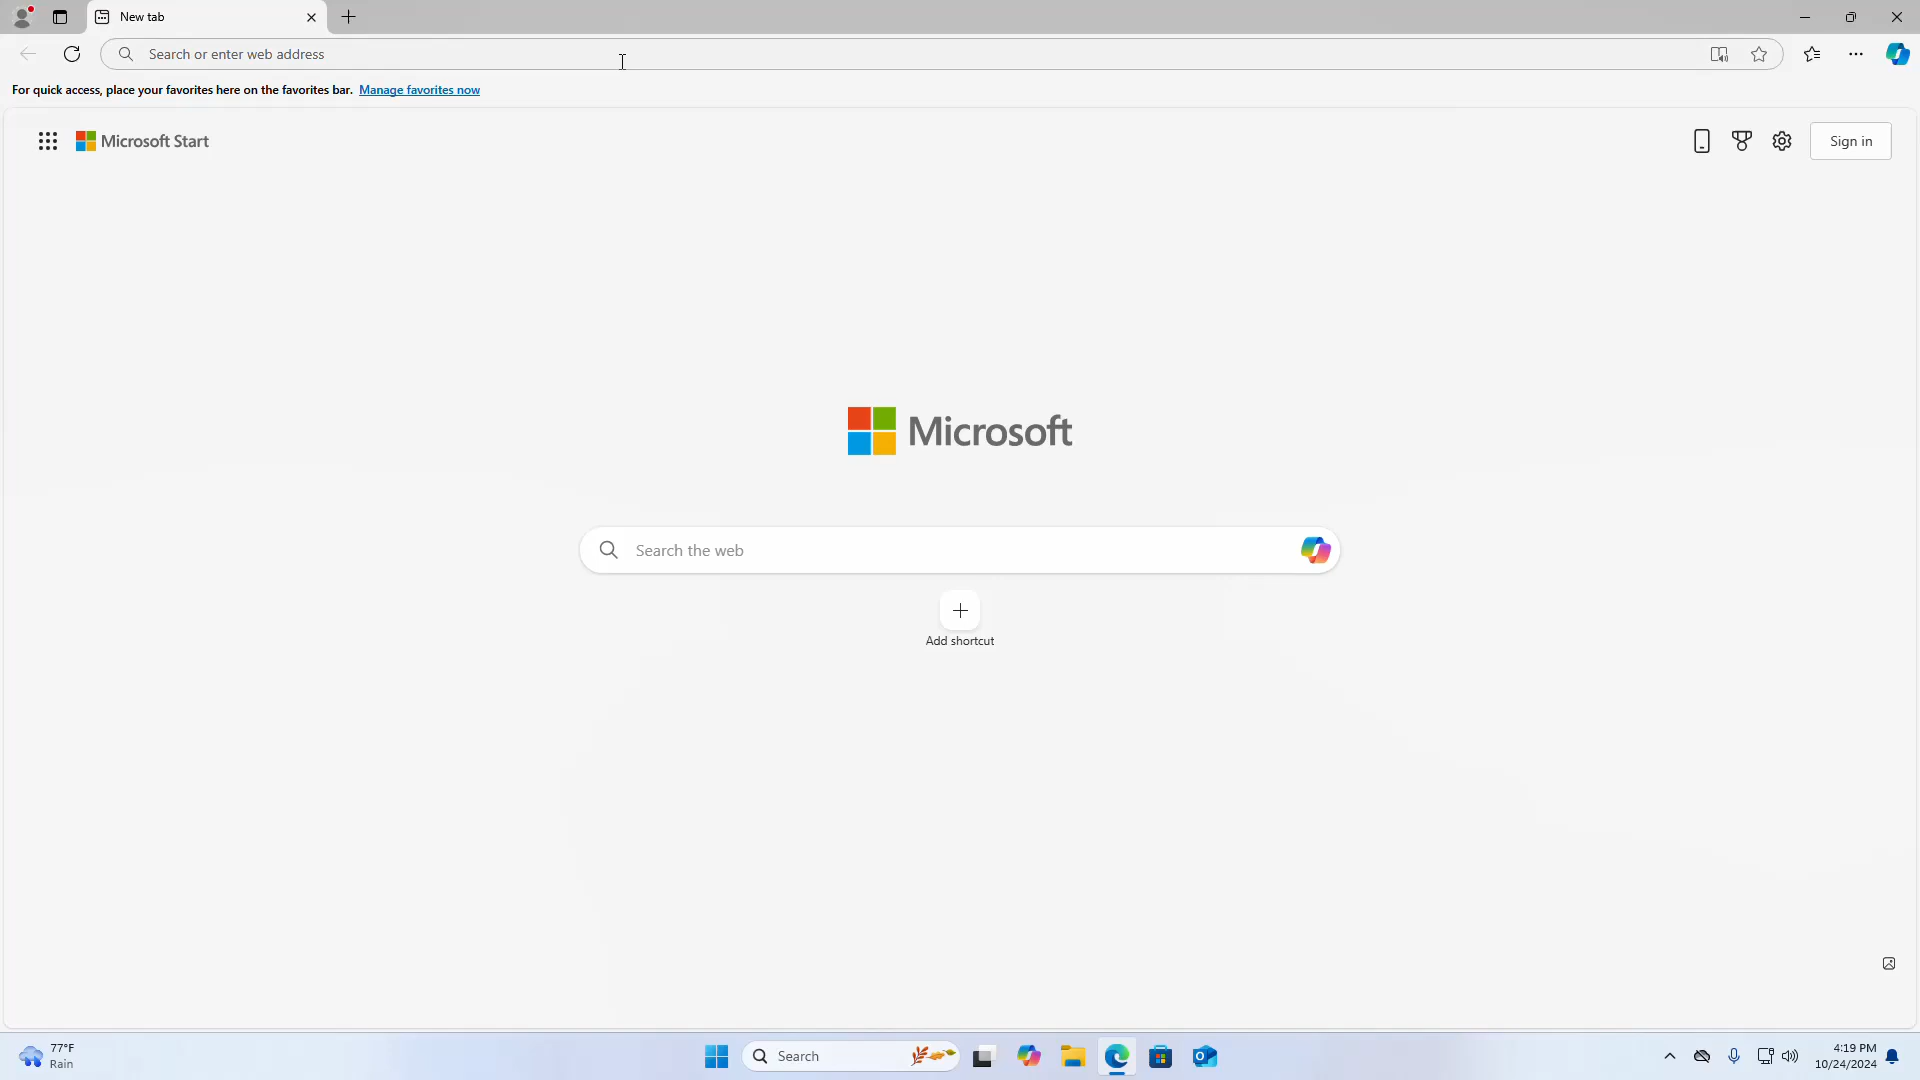 New tab
Search or enter web address
For quick access, place your favorites here on the favorites bar. Manage favorites now
Microsoft Start
Sign in
Microsoft
Search the web
Add shortcut
77°F
Rain
Search
4:19 PM
10/24/2024